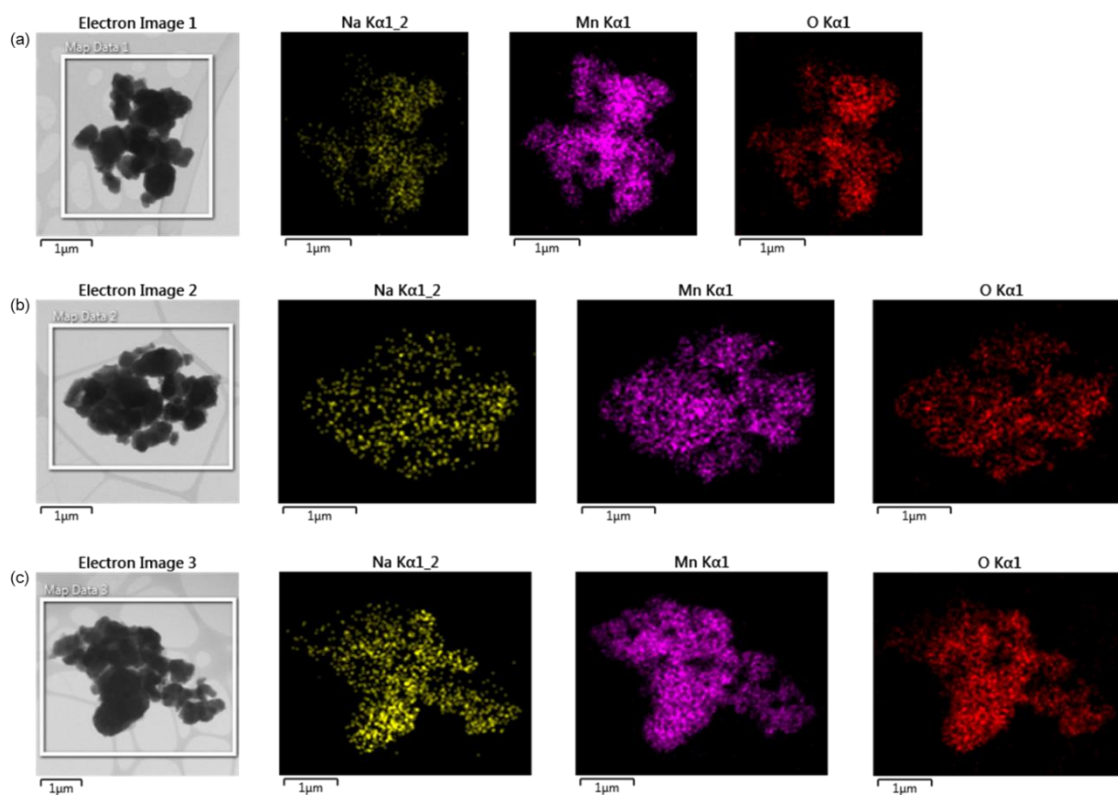 Electron Image 1
Na Kα1_2
Mn Kα1
O Kα1
(a)
Map Data 1
1μm
1μm
1μm
1μm
Electron Image 2
Na Kα1_2
Mn Kα1
O Kα1
(b)
Map Data 2
1μm
1μm
1μm
1μm
Electron Image 3
Na Kα1_2
Mn Kα1
O Kα1
(c)
Map Data 3
1μm
1μm
1μm
1μm